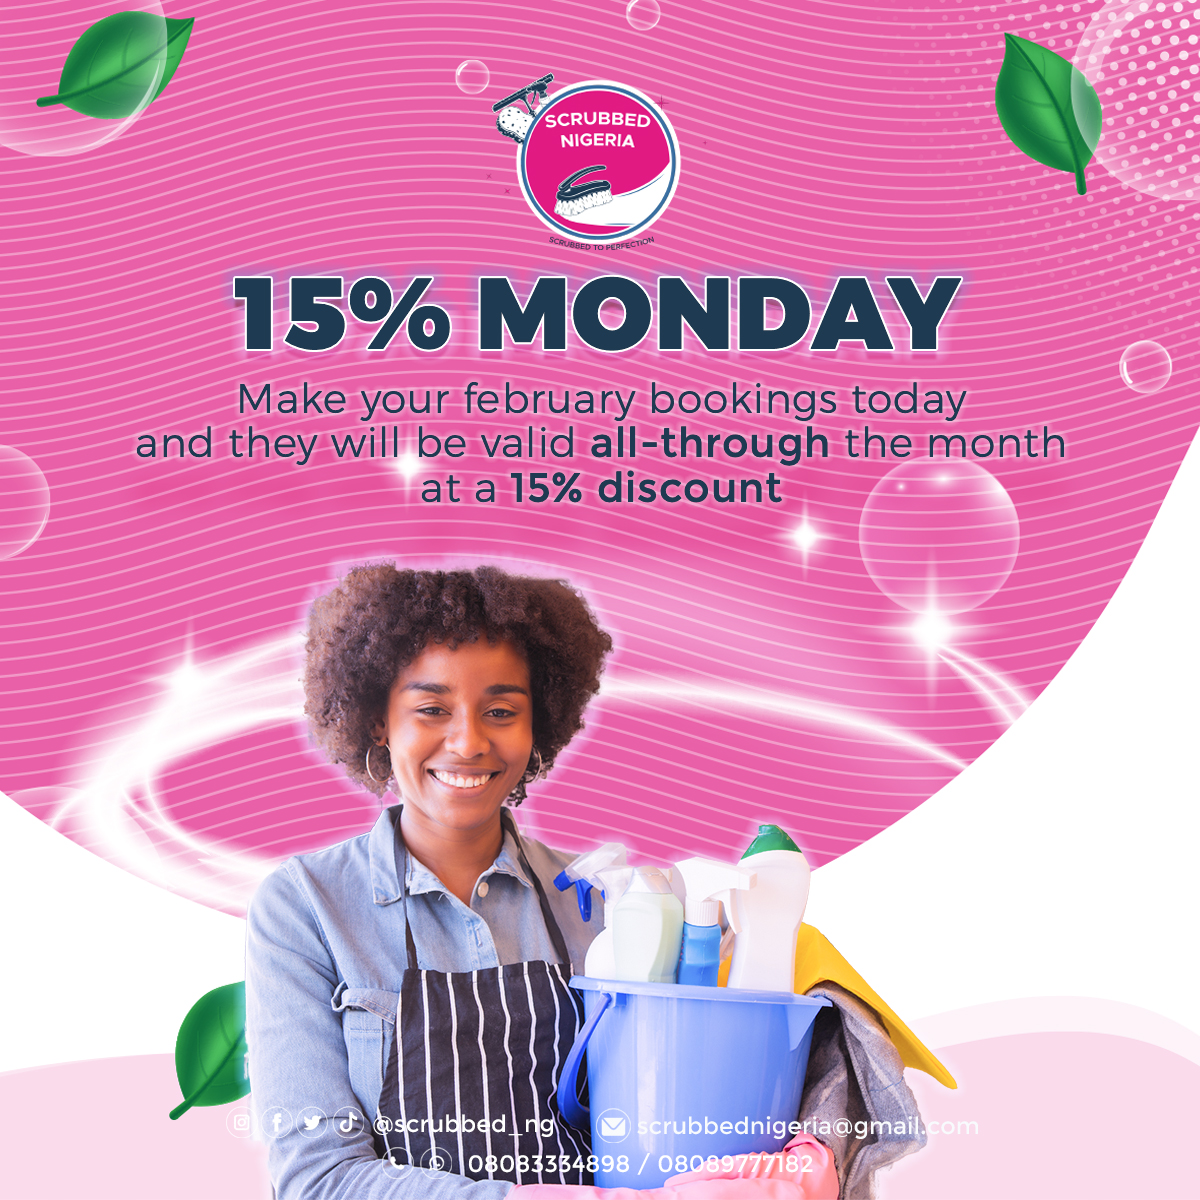 SCRUBBED
NIGERIA
SCRUBBED TO PERFECTION
15% MONDAY
Make your february bookings today
and they will be valid all-through the month
at a 15% discount
@scrubbed_ng scrubbednigeria@gmail.com
08083334898 / 08089777182